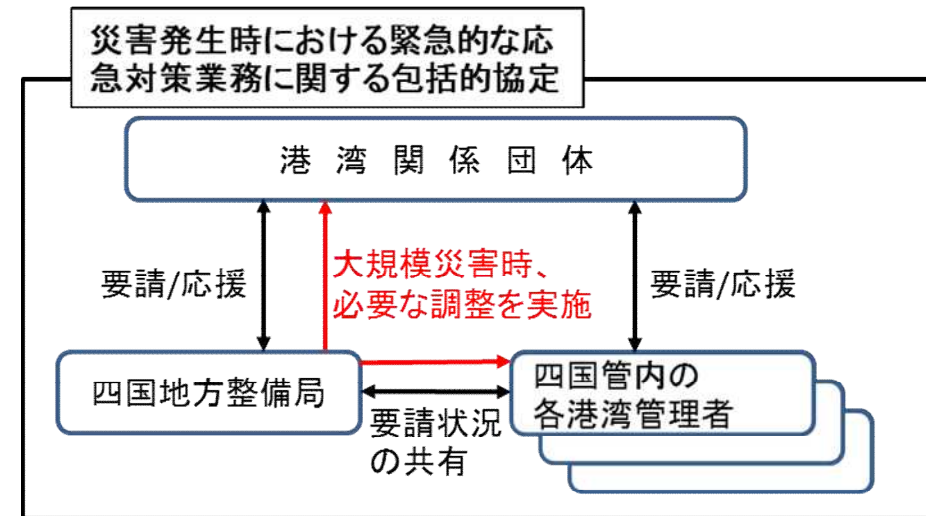 災害発生時における緊急的な応
急対策業務に関する包括的協定
港湾関係団体
要請/応援
大規模災害時、
必要な調整を実施
要請/応援
四国地方整備局
要請状況
の共有
四国管内の
各港湾管理者